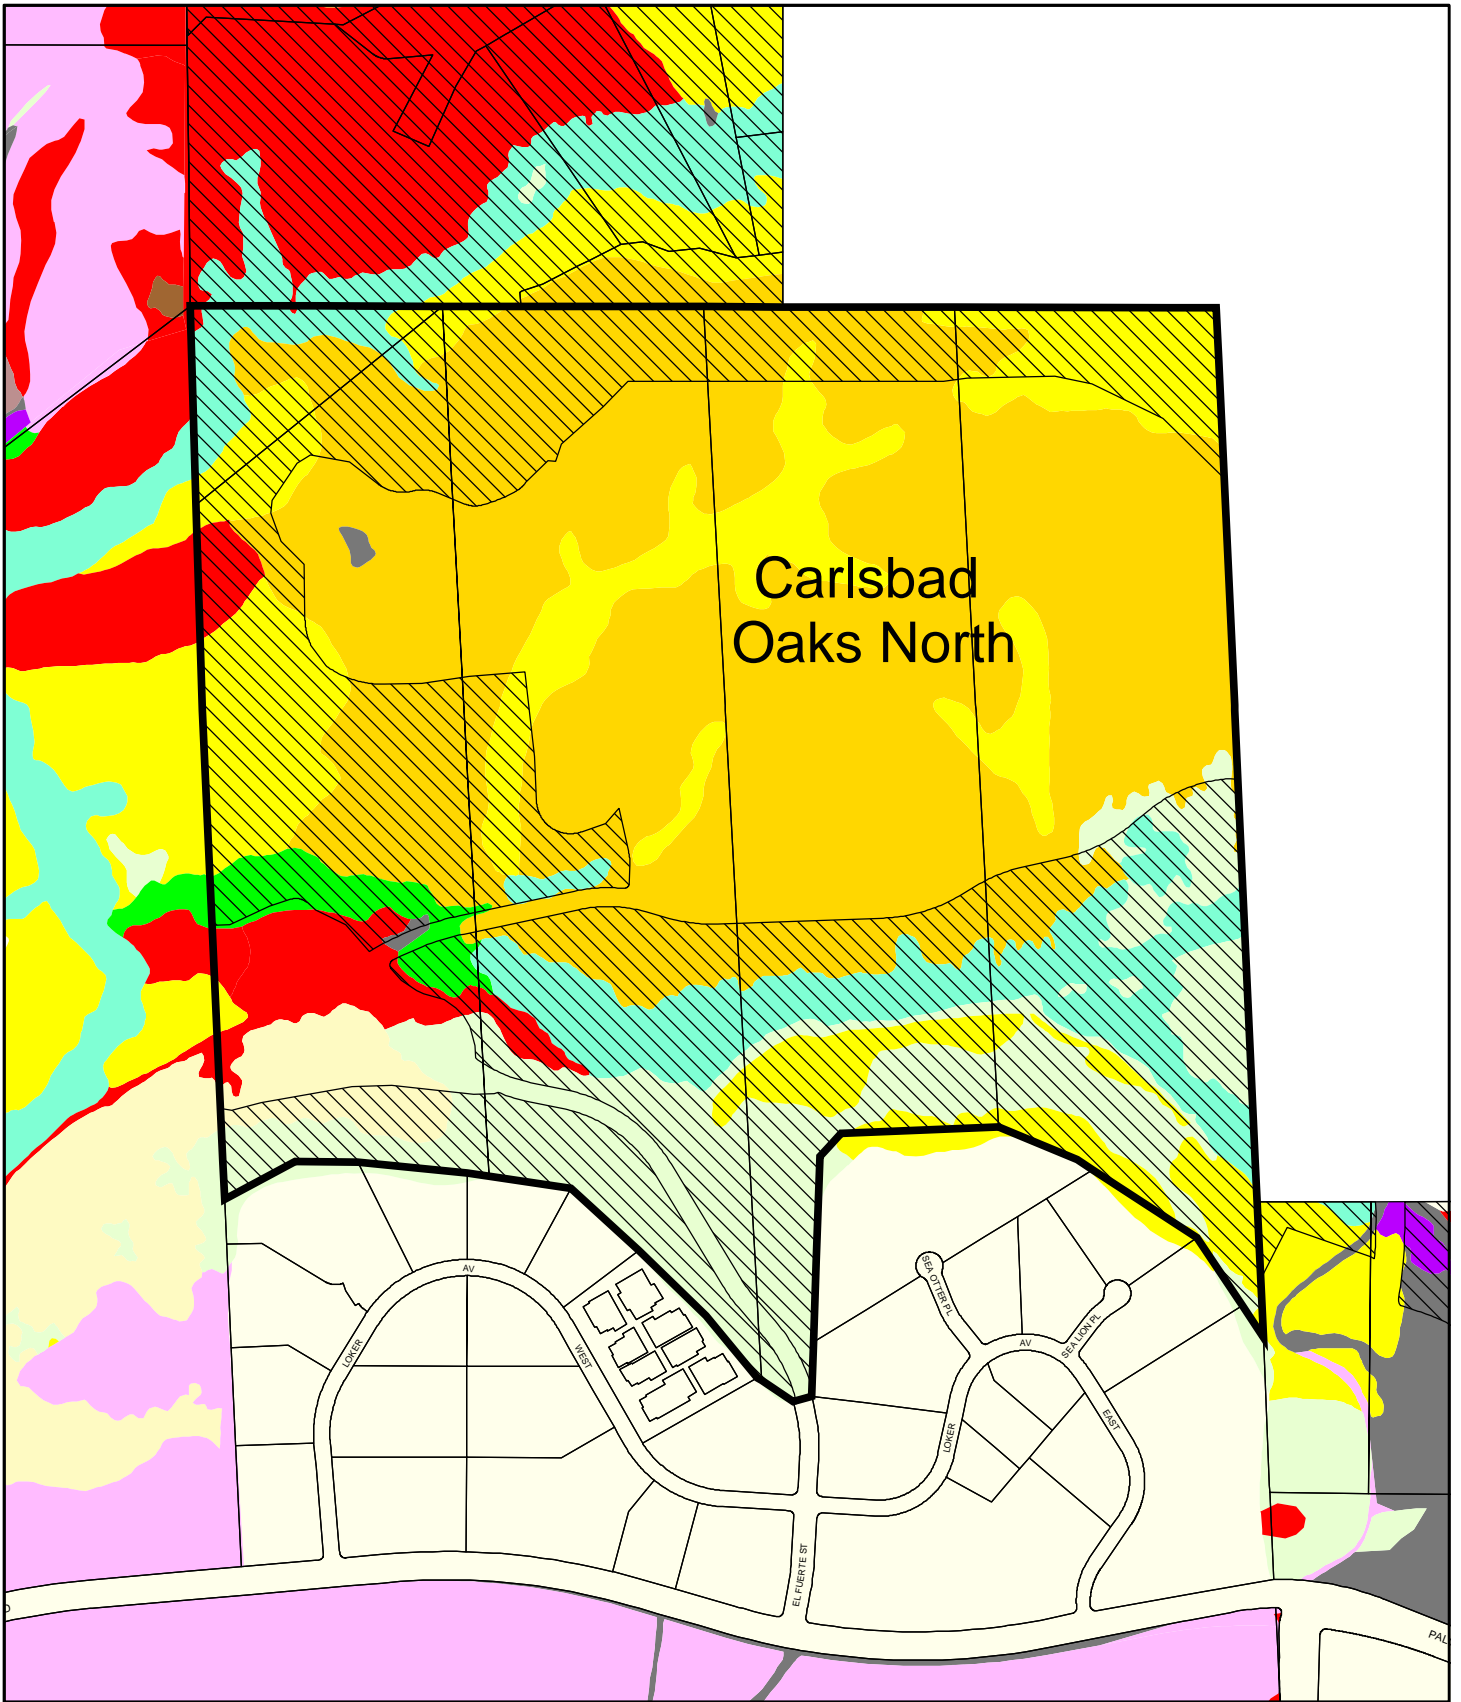 Carlsbad
Oaks North
SEA OTTER PL
AV
SEA LION PL
AV
LOKER
WEST
EAST
LOKER
EL FUERTE ST
D
PAL